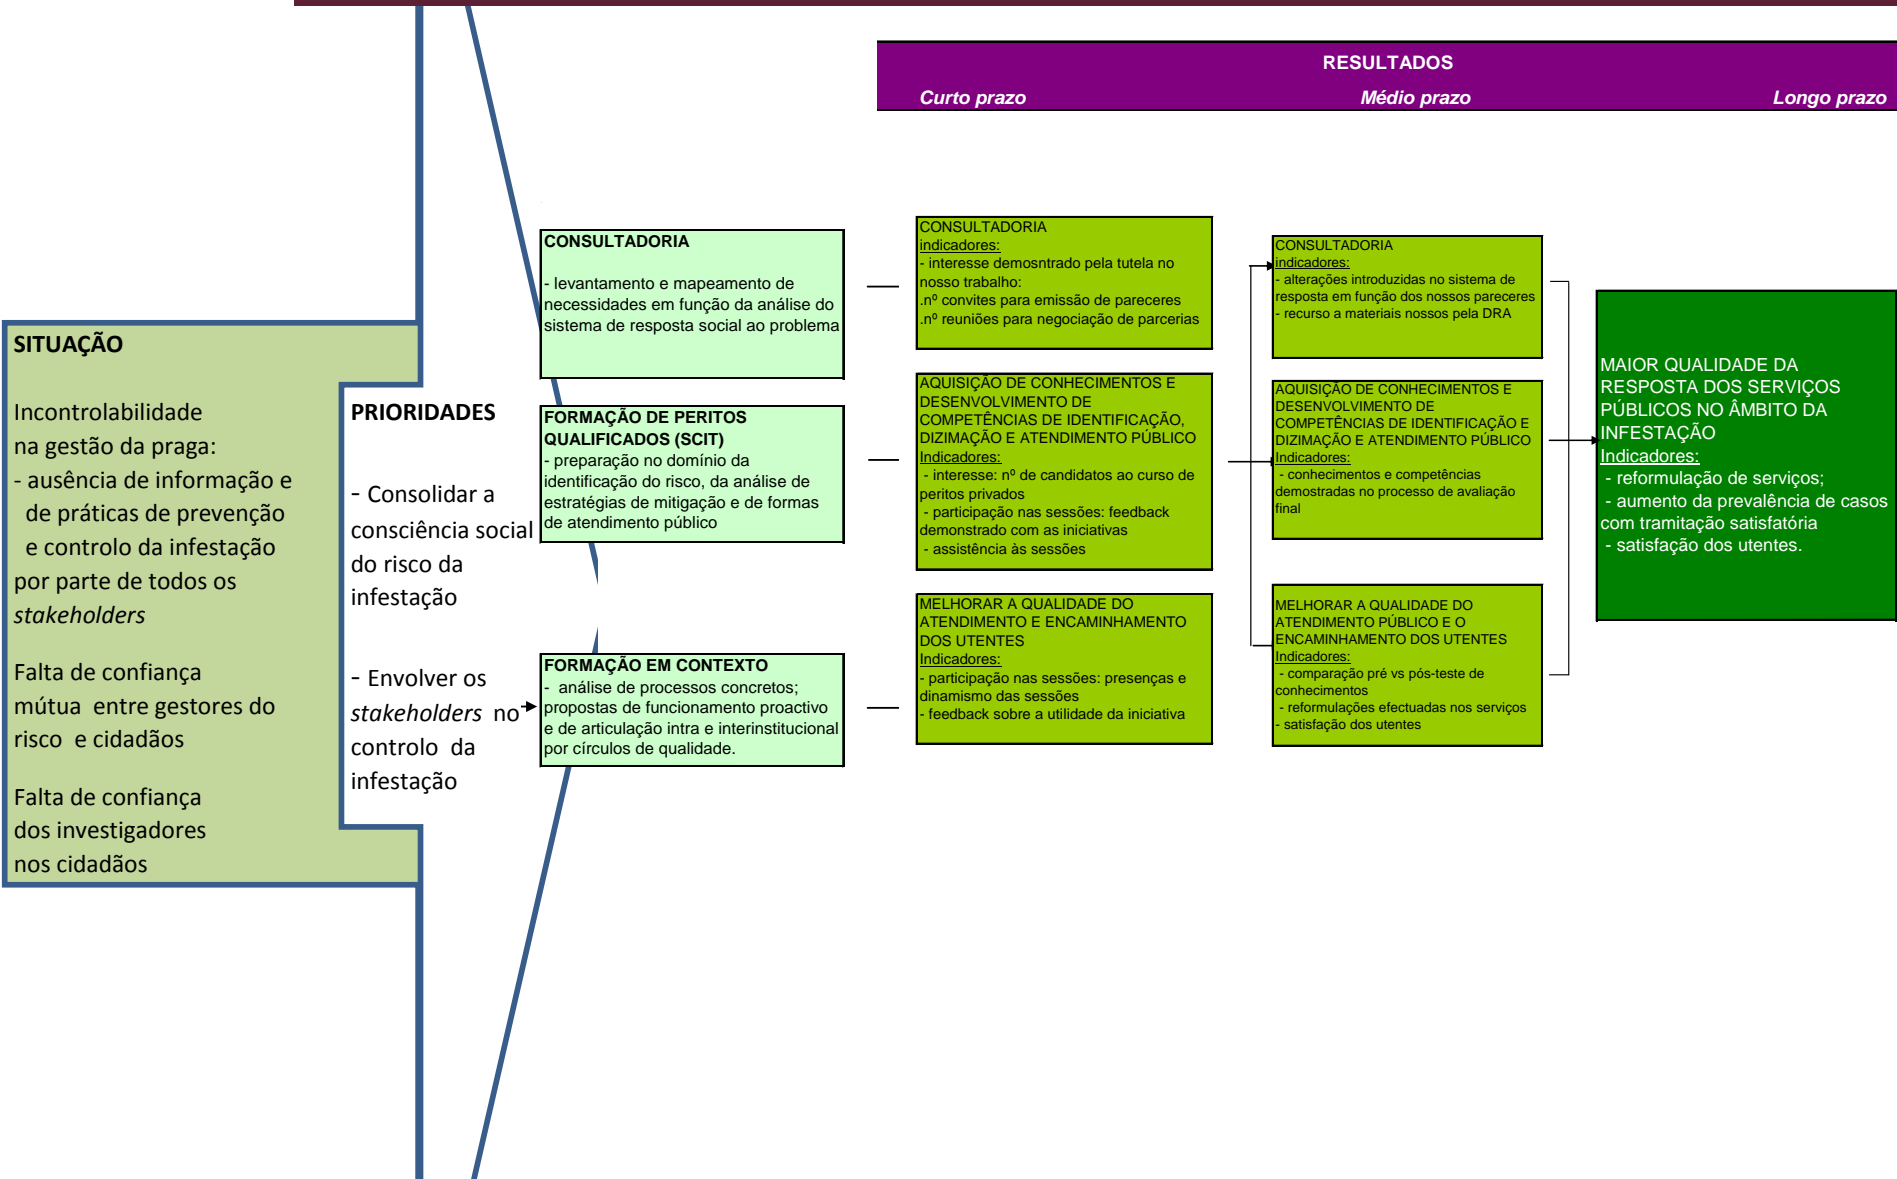 RESULTADOS
Curto prazo
Médio prazo
Longo prazo
SITUAÇÃO
Incontrolabilidade
na gestão da praga:
- ausência de informação e
de práticas de prevenção
e controlo da infestação
por parte de todos os
stakeholders
Falta de confiança
mútua entre gestores do
risco e cidadãos
Falta de confiança
dos investigadores
nos cidadãos
PRIORIDADES
- Consolidar a
consciência social
do risco da
infestação
- Envolver os
stakeholders no
controlo da
infestação
CONSULTADORIA
- levantamento e mapeamento de
necessidades em função da análise do
sistema de resposta social ao problema
FORMAÇÃO DE PERITOS
QUALIFICADOS (SCIT)
- preparação no domínio da
identificação do risco, da análise de
estratégias de mitigação e de formas
de atendimento público
FORMAÇÃO EM CONTEXTO
- análise de processos concretos;
propostas de funcionamento proactivo
e de articulação intra e interinstitucional
por círculos de qualidade.
CONSULTADORIA
indicadores:
- interesse demosntrado pela tutela no
nosso trabalho:
.nº convites para emissão de pareceres
.nº reuniões para negociação de parcerias
AQUISIÇÃO DE CONHECIMENTOS E
DESENVOLVIMENTO DE
COMPETÊNCIAS DE IDENTIFICAÇÃO,
DIZIMAÇÃO E ATENDIMENTO PÚBLICO
Indicadores:
- interesse: nº de candidatos ao curso de
peritos privados
- participação nas sessões: feedback
demonstrado com as iniciativas
- assistência às sessões
MELHORAR A QUALIDADE DO
ATENDIMENTO E ENCAMINHAMENTO
DOS UTENTES
Indicadores:
- participação nas sessões: presenças e
dinamismo das sessões
- feedback sobre a utilidade da iniciativa
CONSULTADORIA
indicadores:
- alterações introduzidas no sistema de
resposta em função dos nossos pareceres
- recurso a materiais nossos pela DRA
AQUISIÇÃO DE CONHECIMENTOS E
DESENVOLVIMENTO DE
COMPETÊNCIAS DE IDENTIFICAÇÃO E
DIZIMAÇÃO E ATENDIMENTO PÚBLICO
Indicadores:
- conhecimentos e competências
demostradas no processo de avaliação
final
MELHORAR A QUALIDADE DO
ATENDIMENTO PÚBLICO E O
ENCAMINHAMENTO DOS UTENTES
Indicadores:
- comparação pré vs pós-teste de
conhecimentos
- reformulações efectuadas nos serviços
- satisfação dos utentes
MAIOR QUALIDADE DA
RESPOSTA DOS SERVIÇOS
PÚBLICOS NO ÂMBITO DA
INFESTAÇÃO
Indicadores:
- reformulação de serviços;
- aumento da prevalência de casos
com tramitação satisfatória
- satisfação dos utentes.